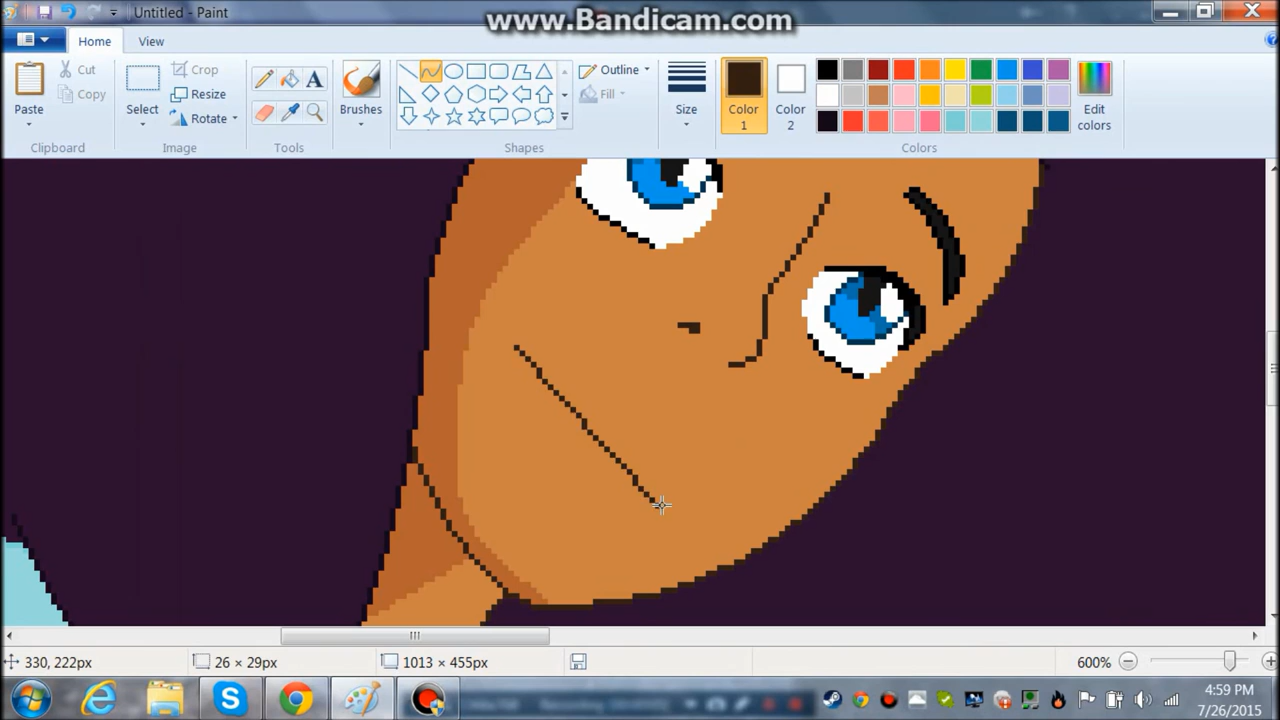 Untitled - Paint
www.Bandicam.com
Home
View
Paste
Cut
Copy
Clipboard
Select
Crop
Resize
Rotate
Image
A
Tools
Brushes
Outline
Fill
Shapes
Size
Color
1
Color
2
Edit
colors
Colors
330, 222px
26 × 29px
1013 × 455px
600%
4:59 PM
7/26/2015